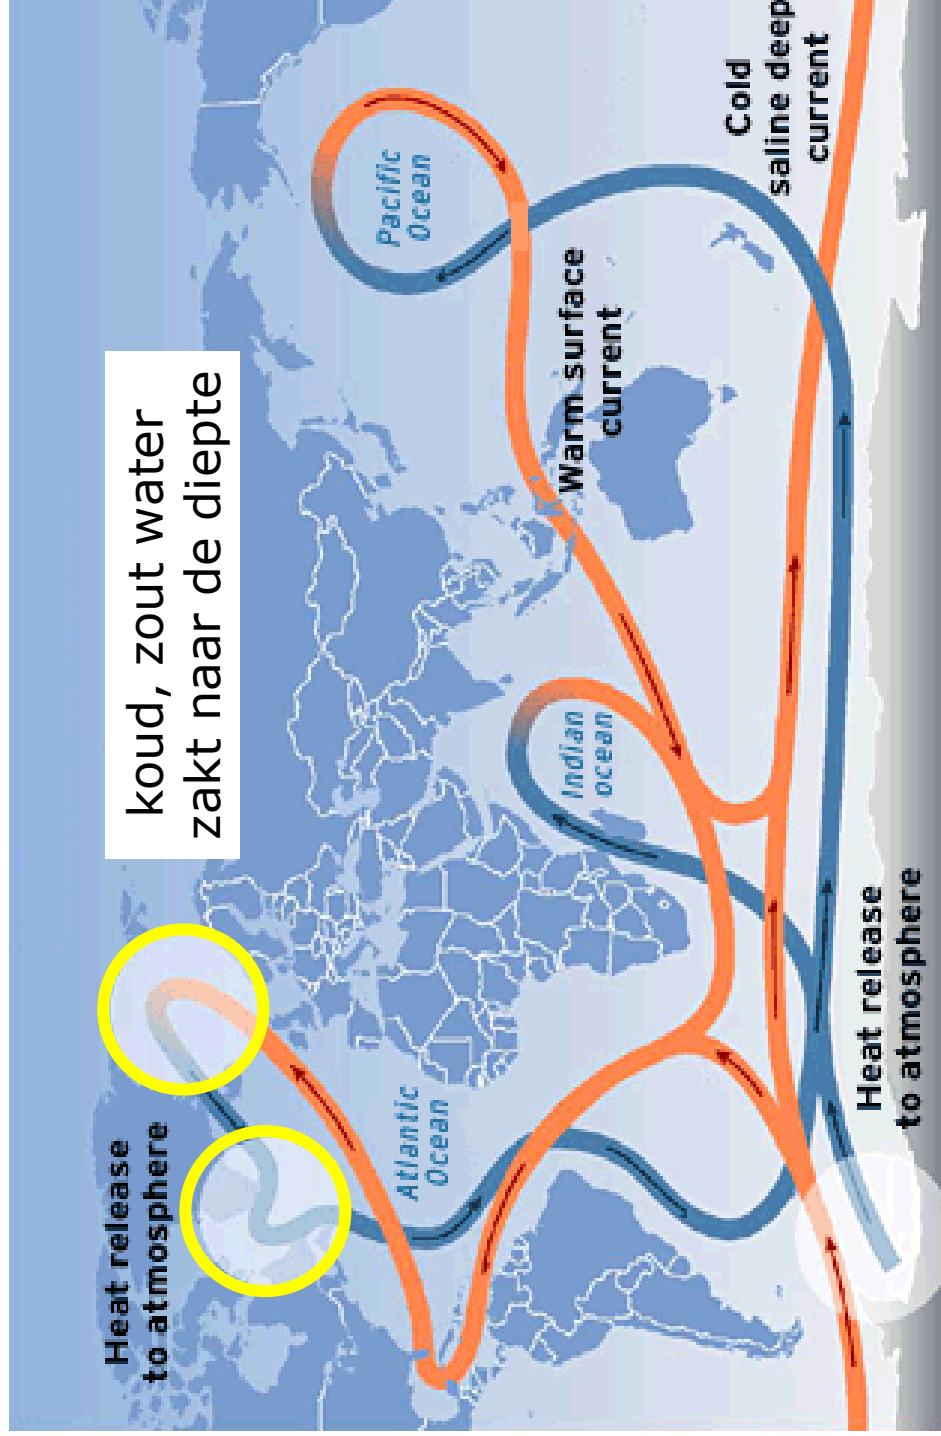 koud, zout water
zakt naar de diepte
Heat release
to atmosphere
Atlantic
Ocean
Indian
ocean
Pacific
Ocean
Warm surface
current
Cold
saline deep
current
Heat release
to atmosphere